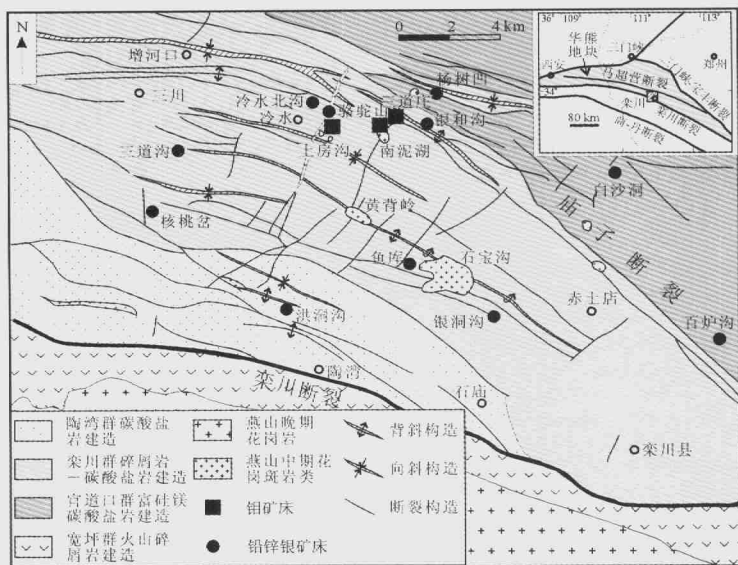 N
0 2 4 km
36° 109° 111° 113°
华熊
地块
三门峡
西安
郑州
马超营断裂
三门峡-宝丰断裂
34°
栾川
栾川断裂
商-丹断裂
80 km
增河口
杨树凹
三川
冷水北沟
骆驼山
三道庄
冷水
银和沟
上房沟
南泥湖
三道沟
百沙洞
黄背岭
庙子断裂
核桃岔
鱼库
石宝沟
赤土店
洪洞沟
银洞沟
百炉沟
陶湾
栾川断裂
石庙
栾川县
陶湾群碳酸盐
岩建造
燕山晚期
花岗岩
背斜构造
栾川群碎屑岩
—碳酸盐岩建造
燕山中期花
岗斑岩类
向斜构造
官道口群富硅镁
碳酸盐岩建造
钼矿床
断裂构造
宽坪群火山碎
屑岩建造
铅锌银矿床